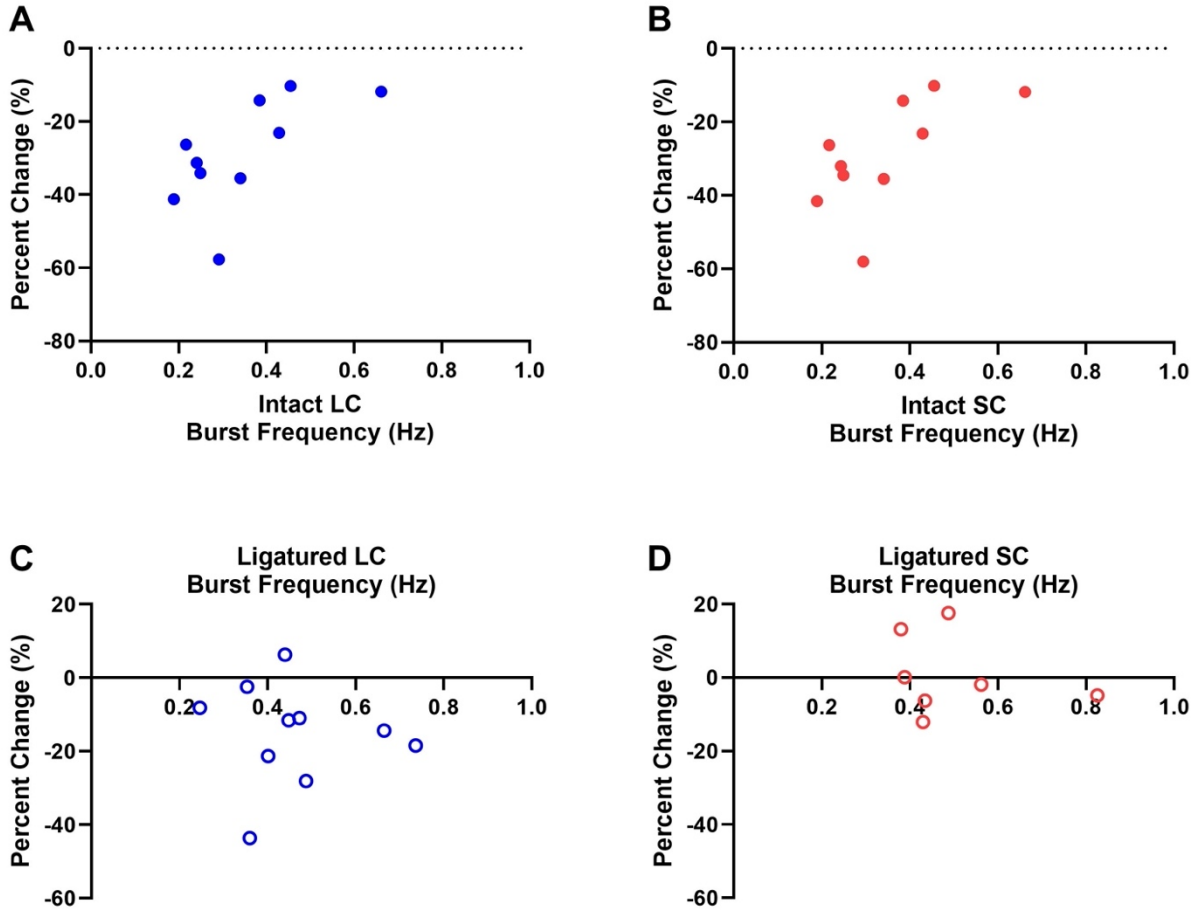 A
B
0
-20
-40
-60
-80
Percent Change (%)
0.0 0.2 0.4 0.6 0.8 1.0
Intact LC
Burst Frequency (Hz)
0
-20
-40
-60
-80
Percent Change (%)
0.0 0.2 0.4 0.6 0.8 1.0
Intact SC
Burst Frequency (Hz)
C
Ligatured LC
Burst Frequency (Hz)
20
0
-20
-40
-60
Percent Change (%)
0.2 0.4 0.6 0.8 1.0
D
Ligatured SC
Burst Frequency (Hz)
20
0
-20
-40
-60
Percent Change (%)
0.2 0.4 0.6 0.8 1.0